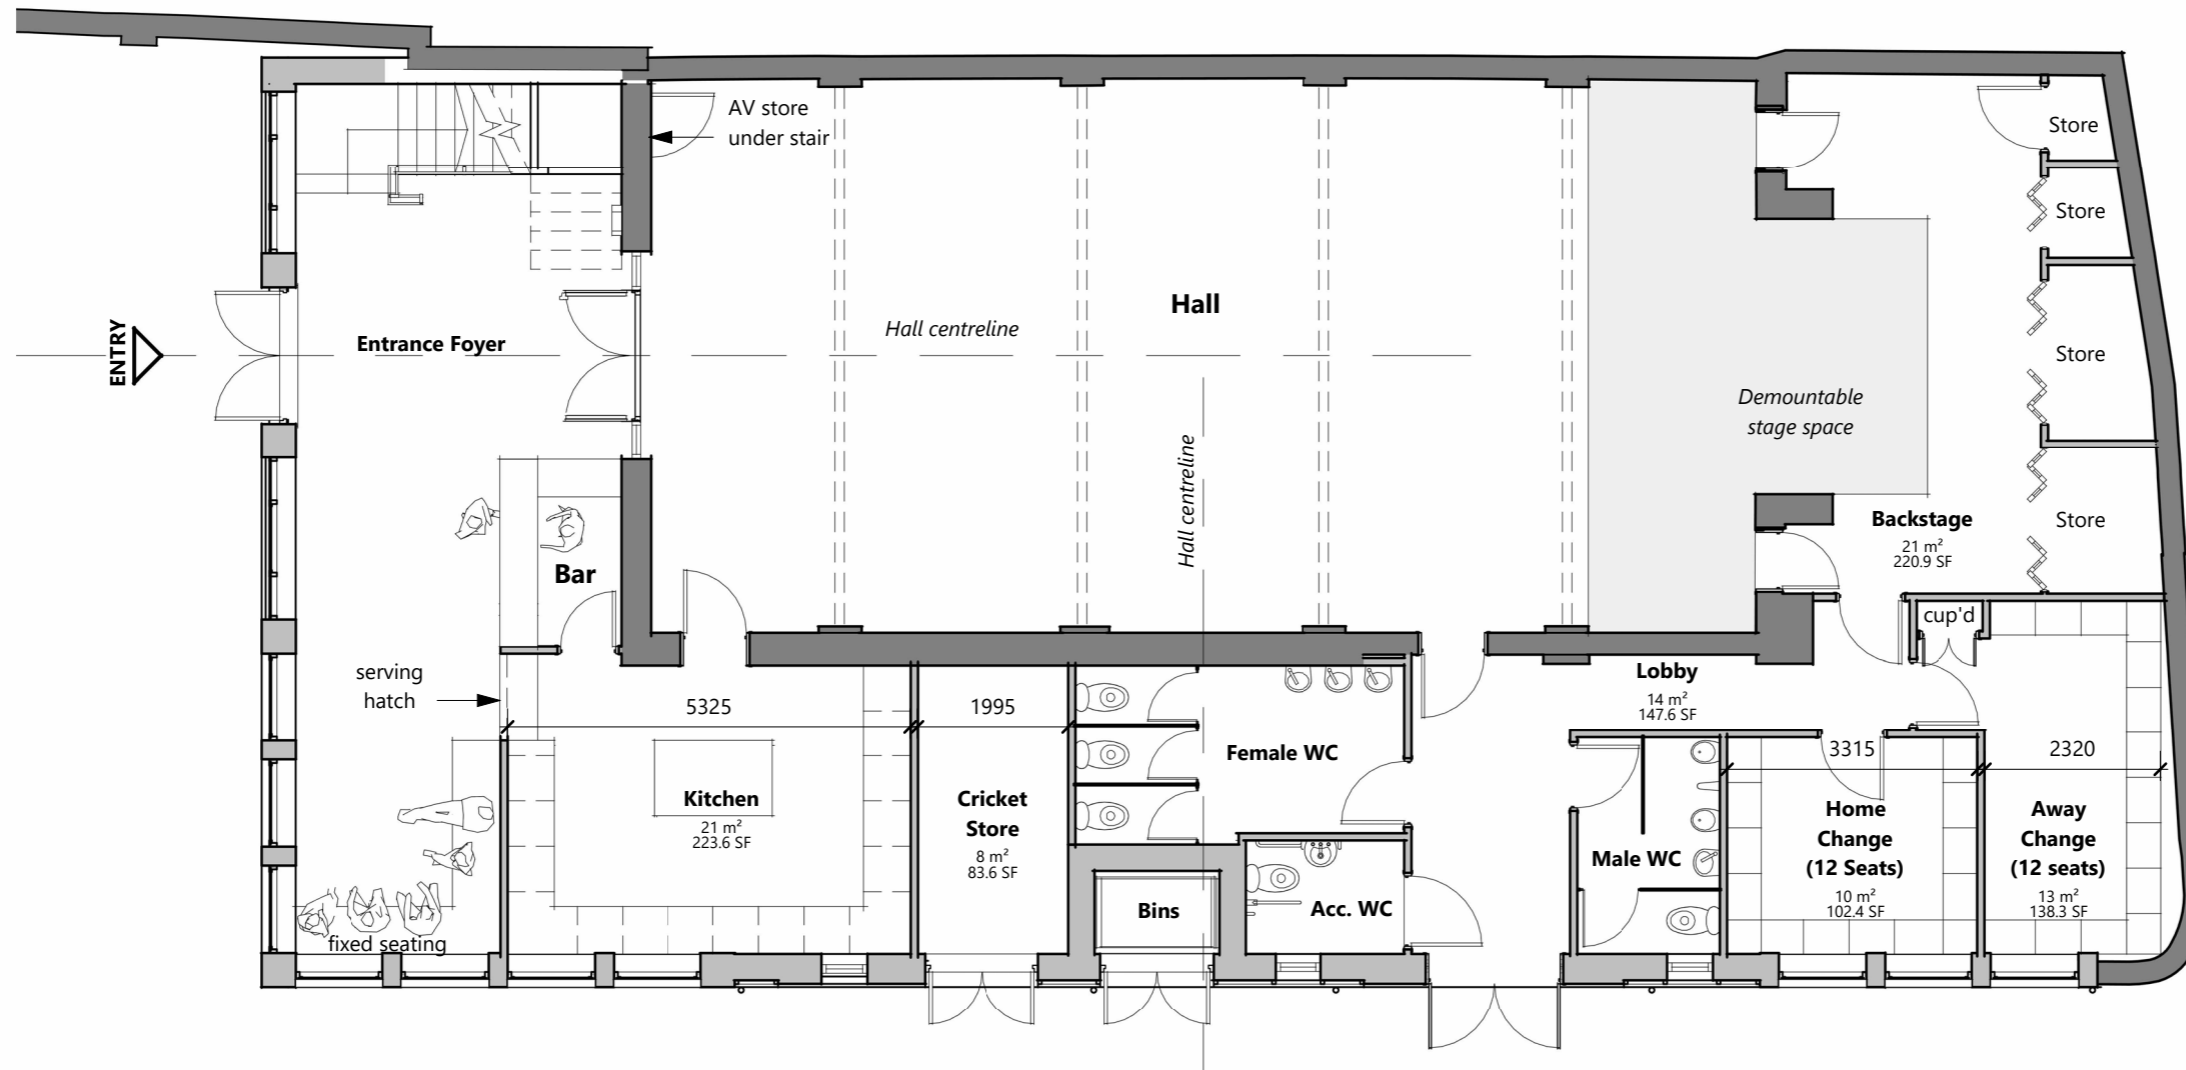 AV store
under stair
Store
Store
Hall
Hall centreline
ENTRY
Entrance Foyer
Store
Demountable
stage space
Hall centreline
Backstage
21 m²
220.9 SF
Store
Bar
cup'd
serving
hatch
Lobby
14 m²
147.6 SF
5325
1995
Female WC
3315
2320
Kitchen
21 m²
223.6 SF
Cricket
Store
8 m²
83.6 SF
Male WC
Home
Change
(12 Seats)
10 m²
102.4 SF
Away
Change
(12 seats)
13 m²
138.3 SF
Bins
Acc. WC
fixed seating